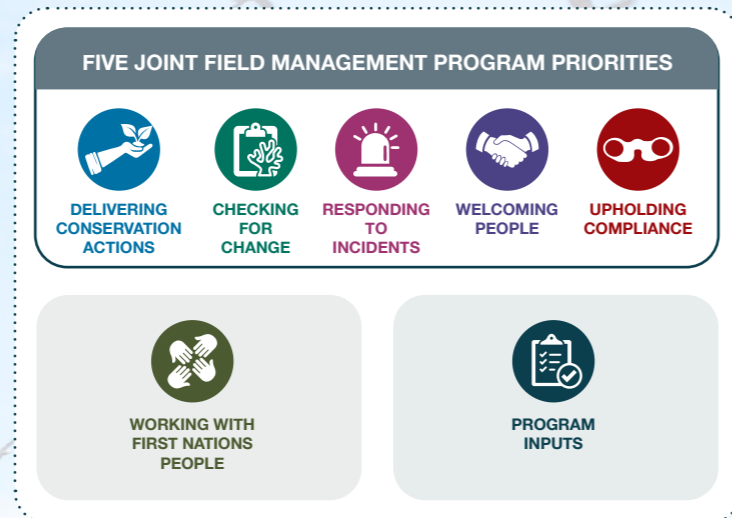 FIVE JOINT FIELD MANAGEMENT PROGRAM PRIORITIES
DELIVERING
CONSERVATION
ACTIONS
CHECKING
FOR
CHANGE
RESPONDING
TO
INCIDENTS
WELCOMING
PEOPLE
UPHOLDING
COMPLIANCE
WORKING WITH
FIRST NATIONS
PEOPLE
PROGRAM
INPUTS